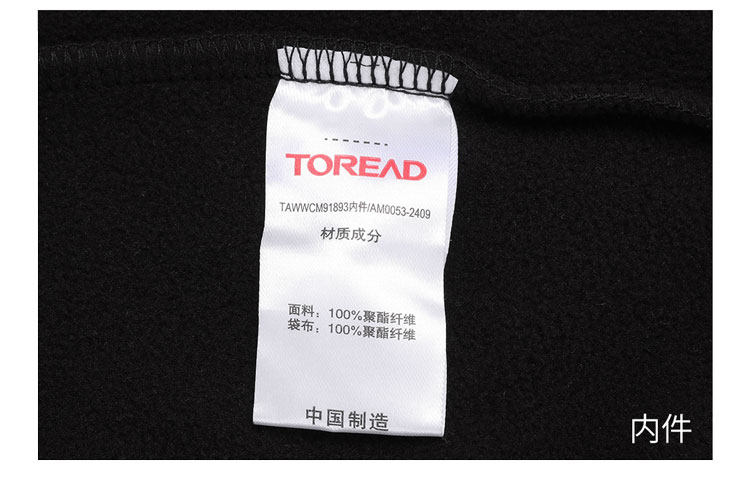 TOREAD
TAWWCM91893内件/AM0053-2409
材质成分
面料：100%聚酯纤维
袋布：100%聚酯纤维
中国制造
内件